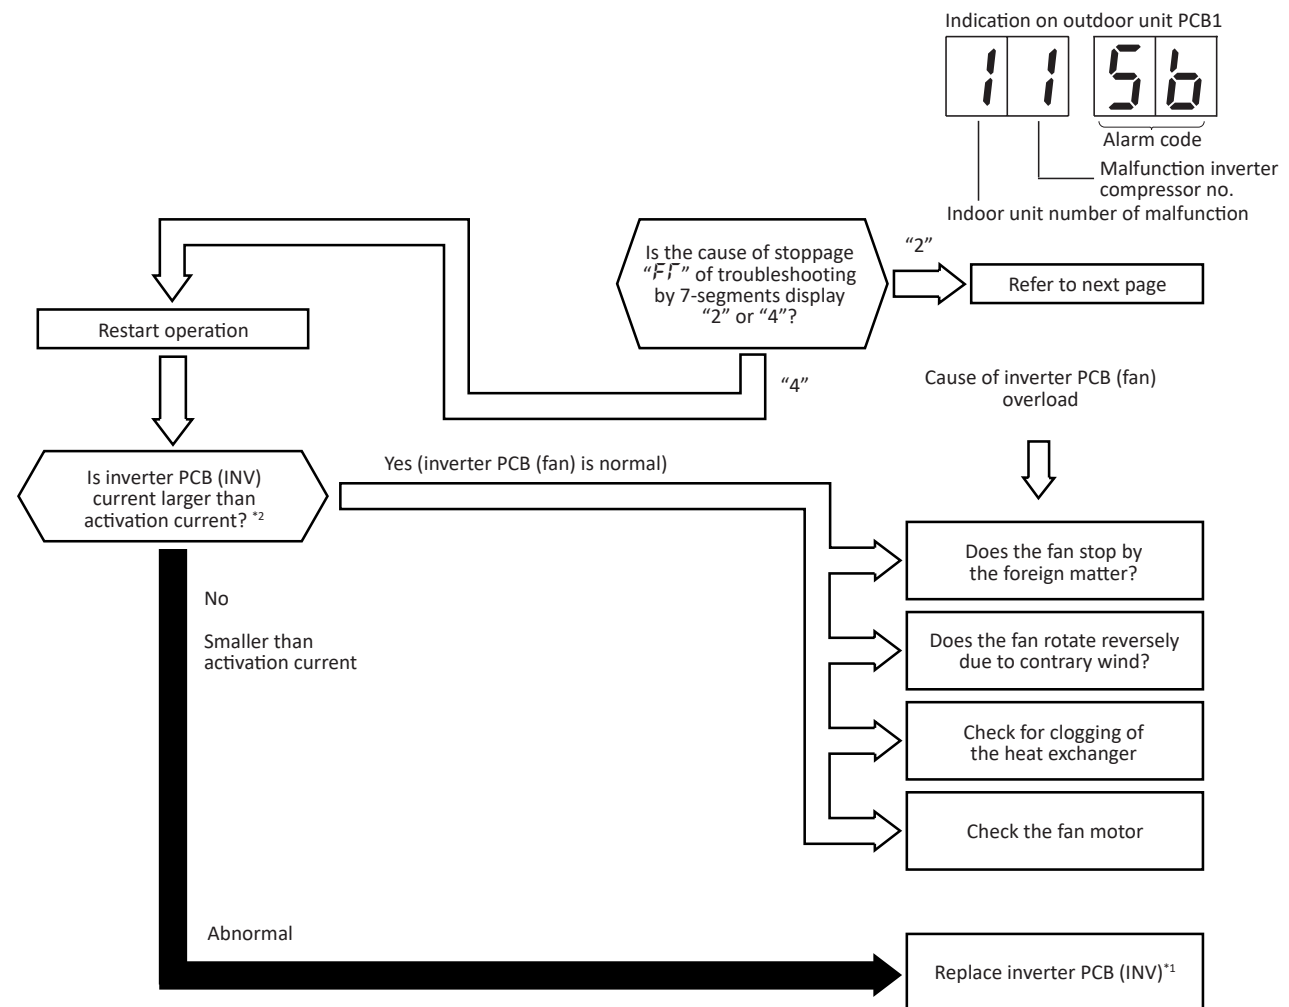 Indication on outdoor unit PCB1
1 1 5b
Alarm code
Malfunction inverter
compressor no.
Indoor unit number of malfunction
Is the cause of stoppage
“Fr” of troubleshooting
by 7-segments display
“2” or “4”?
“2”
Refer to next page
“4”
Restart operation
Cause of inverter PCB (fan)
overload
Is inverter PCB (INV)
current larger than
activation current? *2
Yes (inverter PCB (fan) is normal)
No
Smaller than
activation current
Does the fan stop by
the foreign matter?
Does the fan rotate reversely
due to contrary wind?
Check for clogging of
the heat exchanger
Check the fan motor
Abnormal
Replace inverter PCB (INV)*1